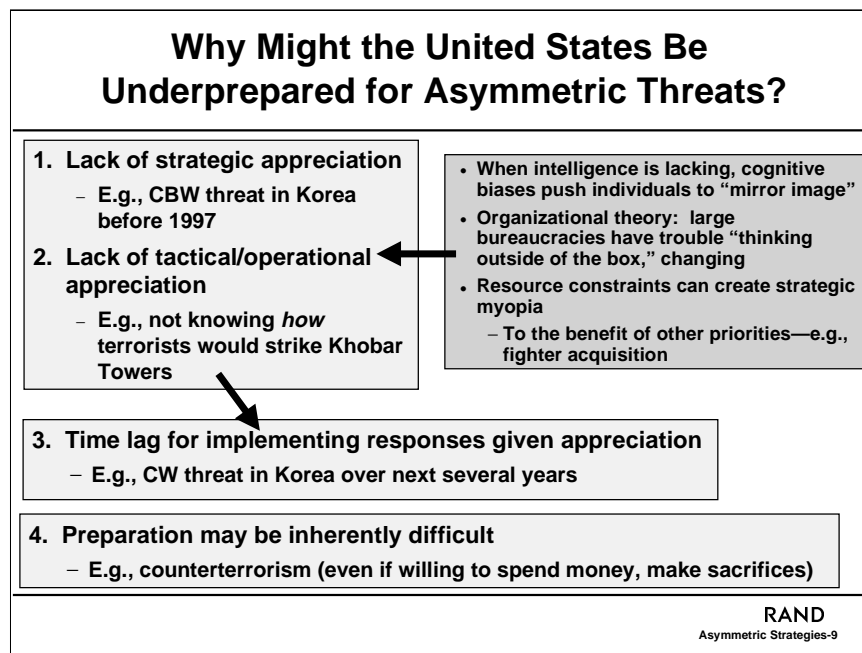 Why Might the United States Be
Underprepared for Asymmetric Threats?
1. Lack of strategic appreciation
– E.g., CBW threat in Korea
before 1997
2. Lack of tactical/operational
appreciation
– E.g., not knowing how
terrorists would strike Khobar
Towers
• When intelligence is lacking, cognitive
biases push individuals to “mirror image”
• Organizational theory: large
bureaucracies have trouble “thinking
outside of the box,” changing
• Resource constraints can create strategic
myopia
– To the benefit of other priorities—e.g.,
fighter acquisition
3. Time lag for implementing responses given appreciation
– E.g., CW threat in Korea over next several years
4. Preparation may be inherently difficult
– E.g., counterterrorism (even if willing to spend money, make sacrifices)
RAND
Asymmetric Strategies-9